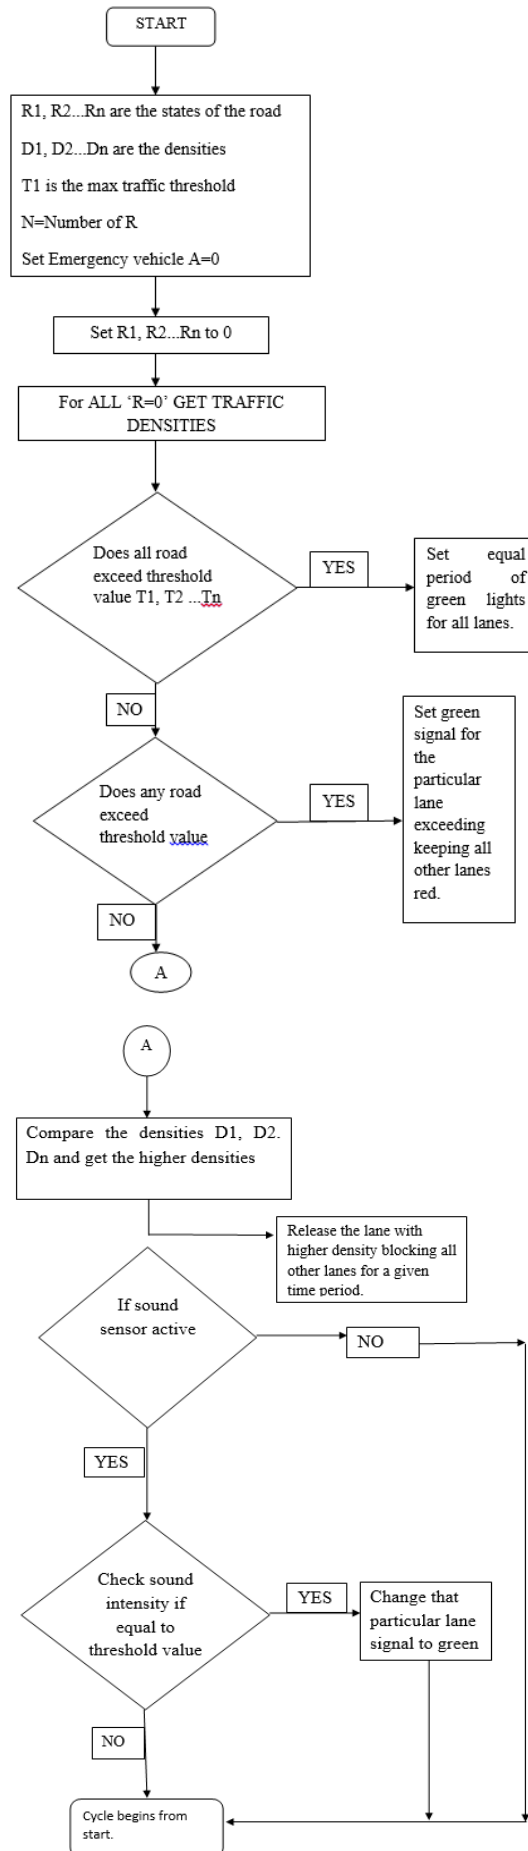 START
R1, R2...Rn are the states of the road
D1, D2...Dn are the densities
T1 is the max traffic threshold
N=Number of R
Set Emergency vehicle A=0
Set R1, R2...Rn to 0
For ALL ‘R=0’ GET TRAFFIC
DENSITIES
Does all road
exceed threshold
value T1, T2 ...Tn
YES
Set equal
period of
green lights
for all lanes.
NO
Does any road
exceed
threshold value
YES
Set green
signal for
the
particular
lane
exceeding
keeping all
other lanes
red.
NO
A
A
Compare the densities D1, D2.
Dn and get the higher densities
Release the lane with
higher density blocking all
other lanes for a given
time period.
If sound
sensor active
NO
YES
Check sound
intensity if
equal to
threshold value
YES
Change that
particular lane
signal to green
NO
Cycle begins from
start.